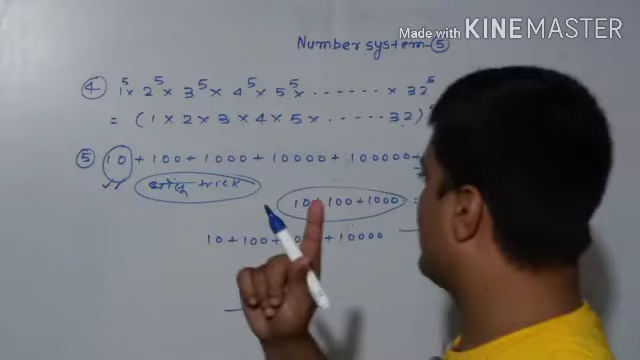 Made with KINEMASTER
Number system-⑤
④ 1⁵ × 2⁵ × 3⁵ × 4⁵ × 5⁵ × ....... × 32⁵
= (1 × 2 × 3 × 4 × 5 × ...... 32)
⑤ 10 + 100 + 1000 + 10000 + 100000 +
trick
10 + 100 + 1000 =
10 + 100 + + 10000